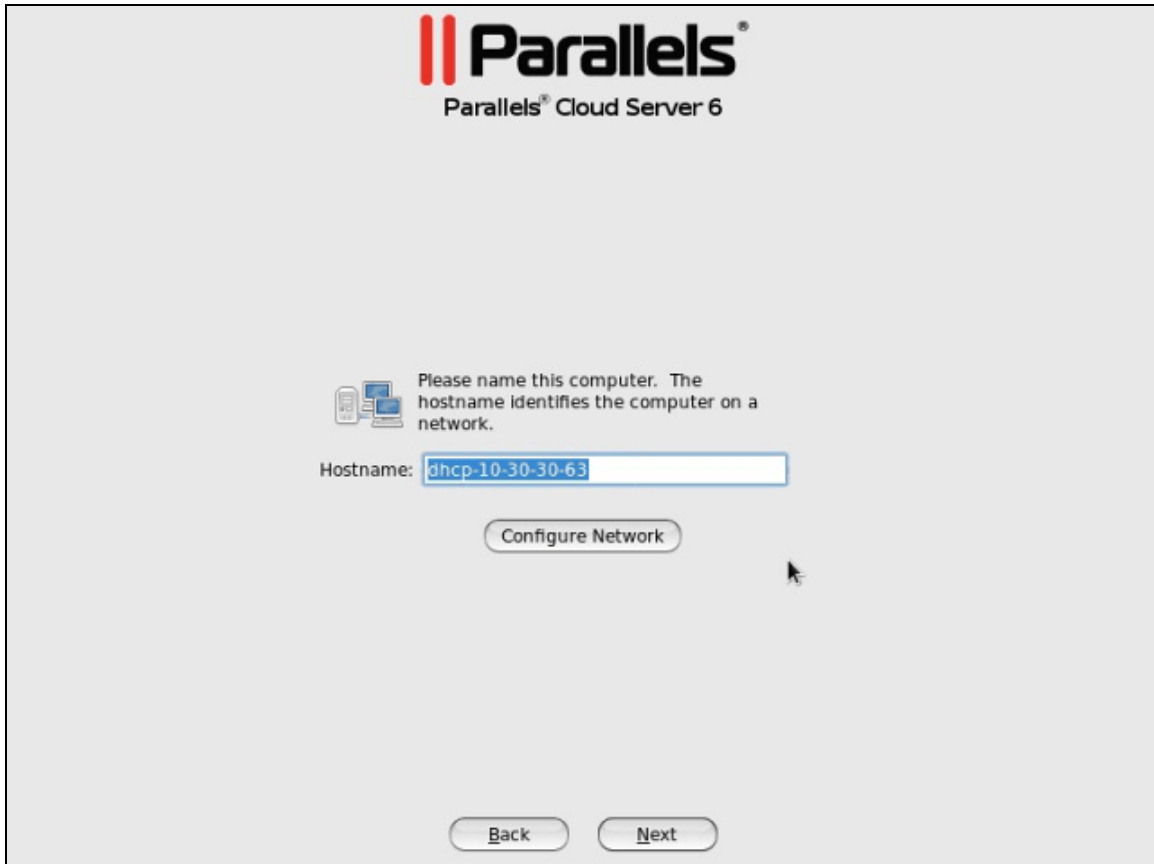 Parallels®
Parallels® Cloud Server 6
Please name this computer. The
hostname identifies the computer on a
network.
Hostname: dhcp-10-30-30-63
Configure Network
Back Next